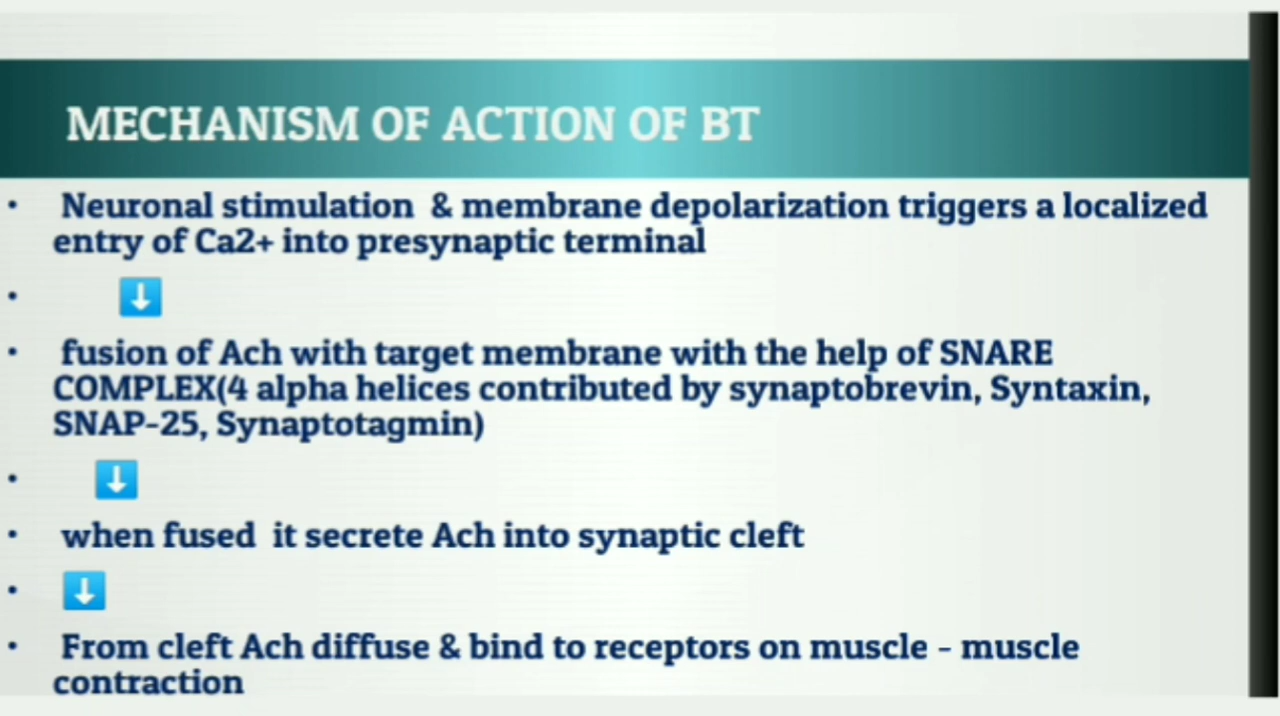 MECHANISM OF ACTION OF BT
• Neuronal stimulation & membrane depolarization triggers a localized
entry of Ca2+ into presynaptic terminal
• ⬇️
• fusion of Ach with target membrane with the help of SNARE
COMPLEX(4 alpha helices contributed by synaptobrevin, Syntaxin,
SNAP-25, Synaptotagmin)
• ⬇️
• when fused it secrete Ach into synaptic cleft
• ⬇️
• From cleft Ach diffuse & bind to receptors on muscle - muscle
contraction